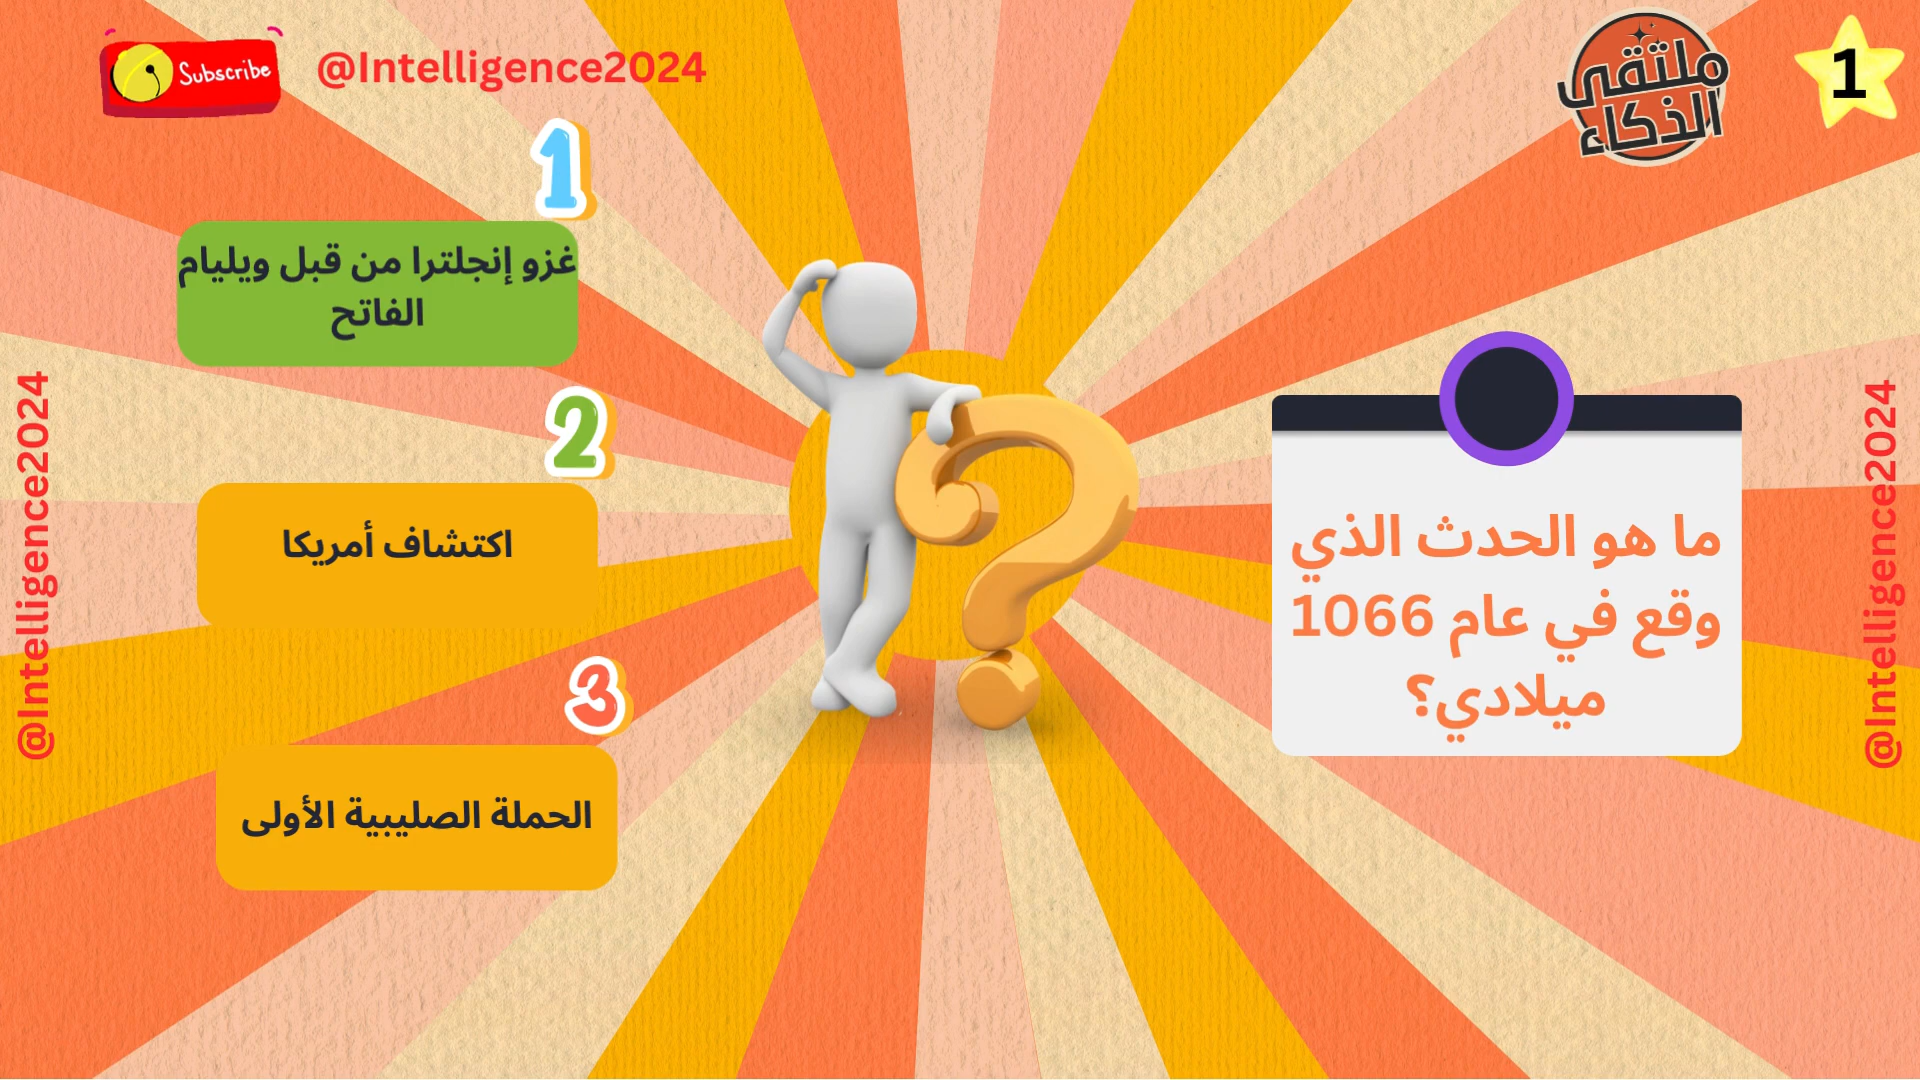 Subscribe
@Intelligence2024
ملتقى
الذكاء
1
ما هو الحدث الذي
وقع في عام 1066
ميلادي؟
1
غزو إنجلترا من قبل ويليام
الفاتح
2
اكتشاف أمريكا
3
الحملة الصليبية الأولى
@Intelligence2024
@Intelligence2024